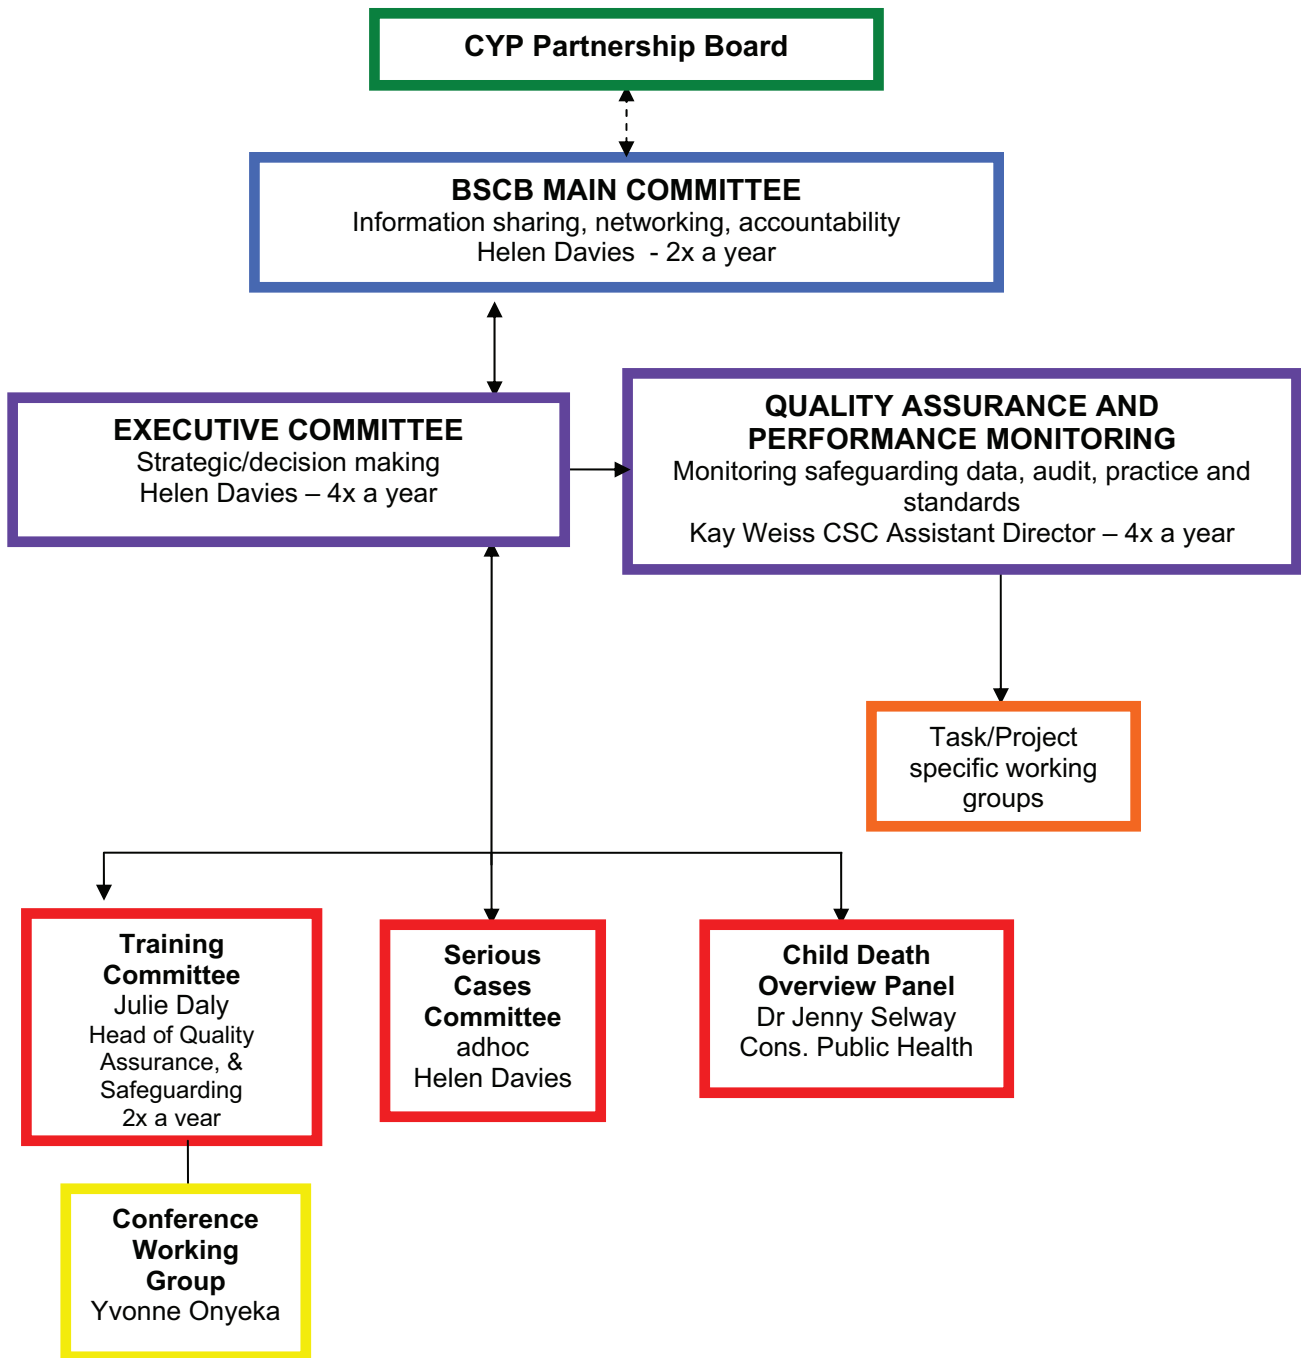 CYP Partnership Board
BSCB MAIN COMMITTEE
Information sharing, networking, accountability
Helen Davies - 2x a year
EXECUTIVE COMMITTEE
Strategic/decision making
Helen Davies – 4x a year
QUALITY ASSURANCE AND
PERFORMANCE MONITORING
Monitoring safeguarding data, audit, practice and
standards
Kay Weiss CSC Assistant Director – 4x a year
Task/Project
specific working
groups
Training
Committee
Julie Daly
Head of Quality
Assurance, &
Safeguarding
2x a year
Serious
Cases
Committee
adhoc
Helen Davies
Child Death
Overview Panel
Dr Jenny Selway
Cons. Public Health
Conference
Working
Group
Yvonne Onyeka